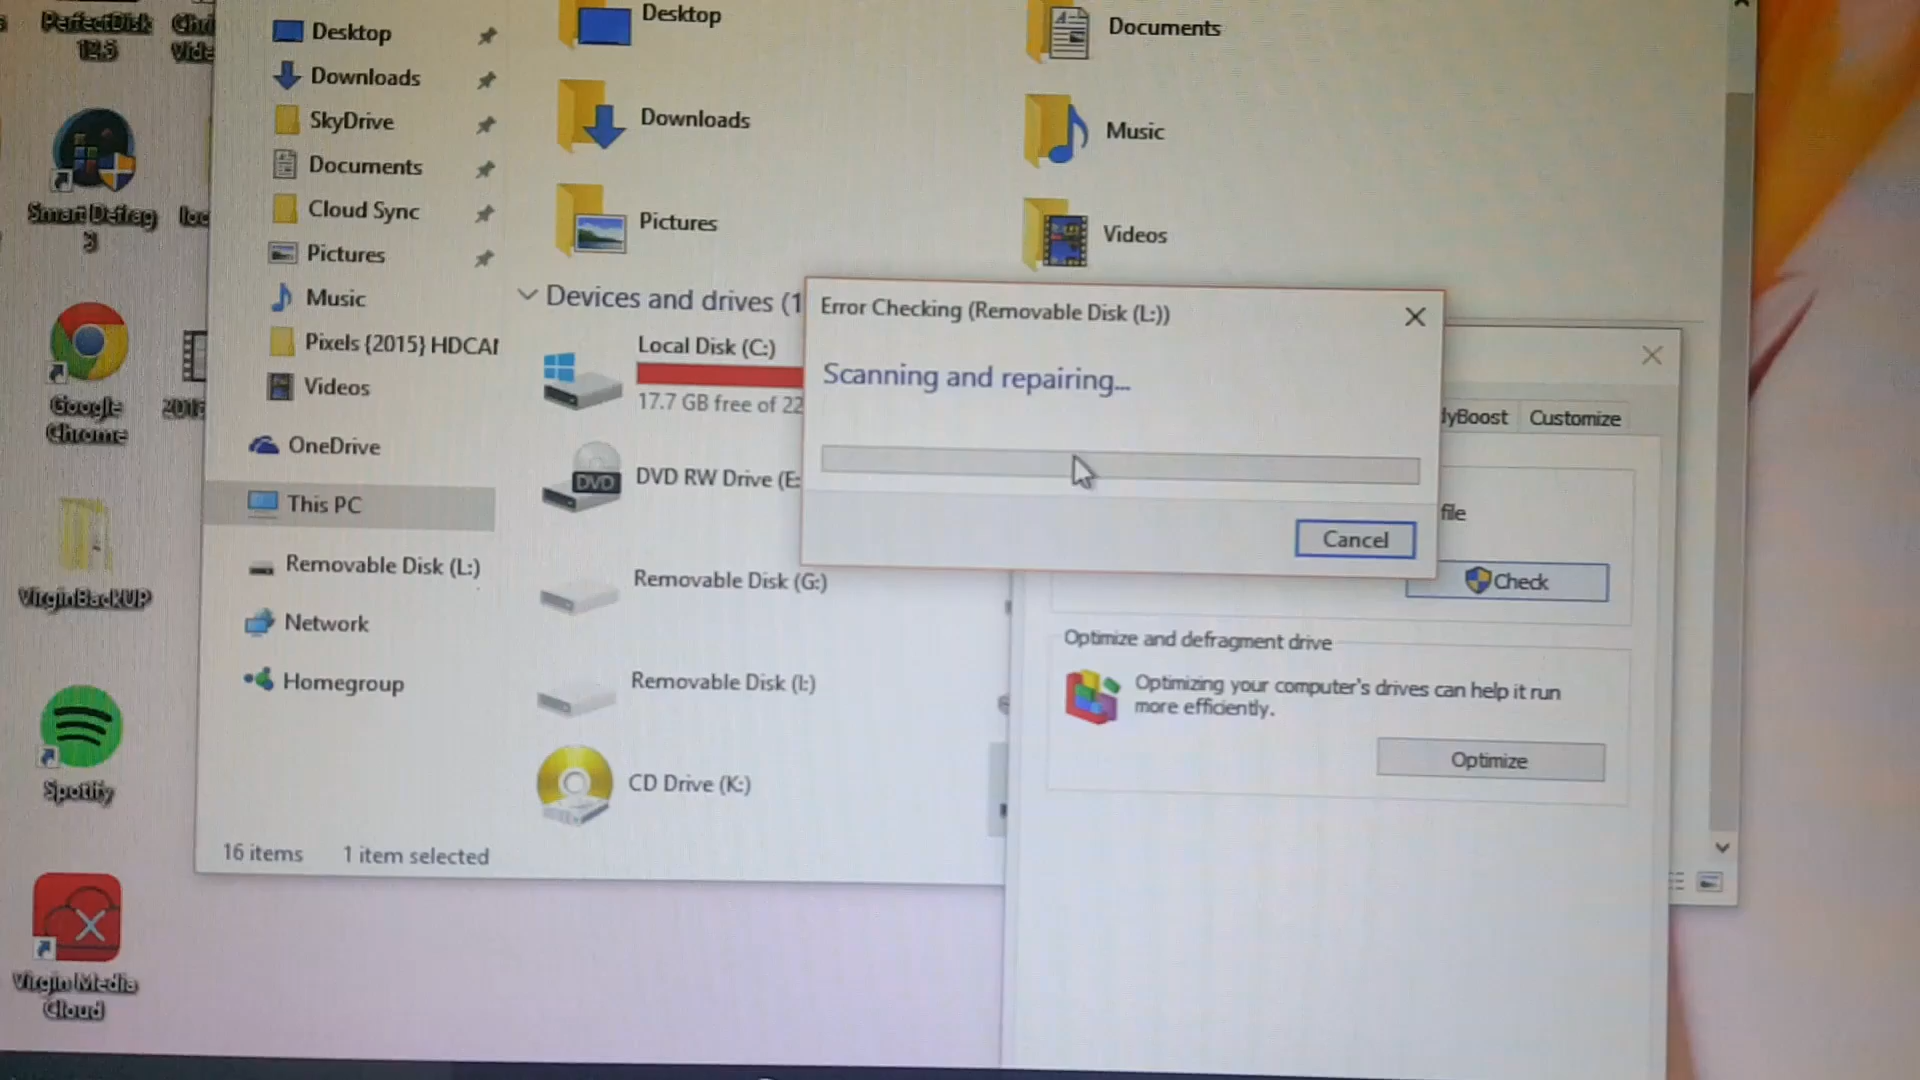 PerfectDisk
12.5
Smart Defrag
3
Google
Chrome
VirginBackUP
Spotify
Virgin Media
Cloud
Desktop
Downloads
SkyDrive
Documents
Cloud Sync
Pictures
Music
Pixels {2015} HDCAM
Videos
OneDrive
This PC
Removable Disk (L:)
Network
Homegroup
16 items
1 item selected
Desktop
Documents
Downloads
Music
Pictures
Videos
Devices and drives (1
Local Disk (C:)
17.7 GB free of 22
DVD
DVD RW Drive (E:
Removable Disk (G:)
Removable Disk (I:)
CD Drive (K:)
Error Checking (Removable Disk (L:))
Scanning and repairing...
Cancel
dyBoost
Customize
file
Check
Optimize and defragment drive
Optimizing your computer's drives can help it run
more efficiently.
Optimize